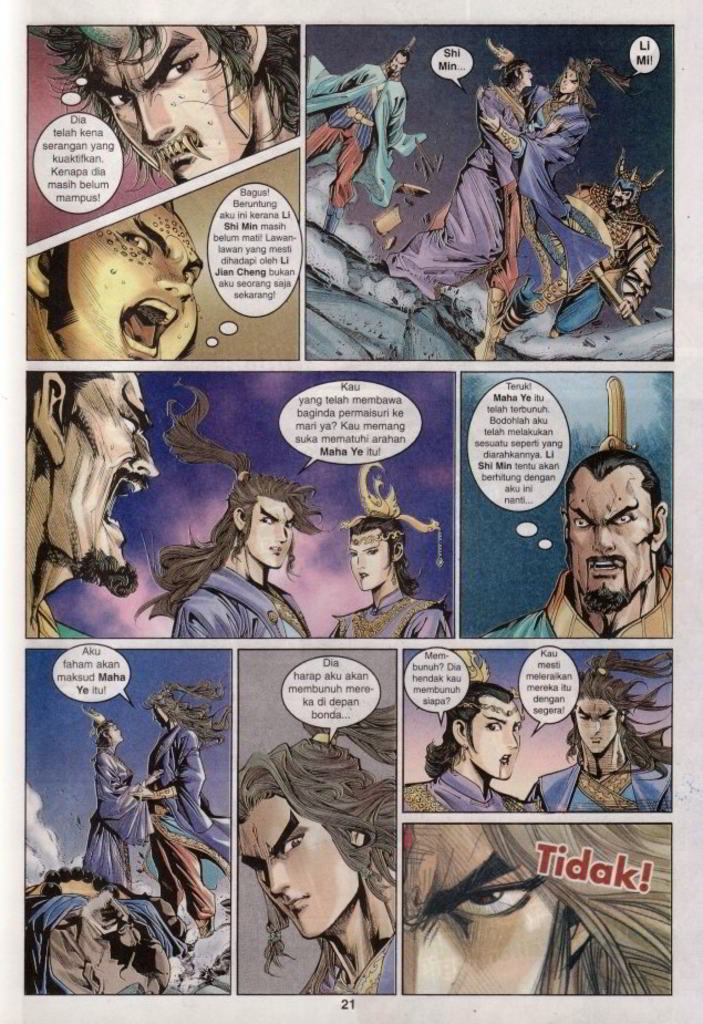 Dia
telah kena
serangan yang
kuaktifkan.
Kenapa dia
masih belum
mampus!
Bagus!
Beruntung
aku ini kerana Li
Shi Min masih
belum mati! Lawan-
lawan yang mesti
dihadapi oleh Li
Jian Cheng bukan
aku seorang saja
sekarang!
Shi
Min...
Li
Mi!
Kau
yang telah membawa
baginda permaisuri ke
mari ya? Kau memang
suka mematuhi arahan
Maha Ye itu!
Teruk!
Maha Ye itu
telah terbunuh.
Bodohlah aku
telah melakukan
sesuatu seperti yang
diarahkannya. Li
Shi Min tentu akan
berhitung dengan
aku ini
nanti...
Aku
faham akan
maksud Maha
Ye itu!
Dia
harap aku akan
membunuh mere-
ka di depan
bonda...
Mem-
bunuh? Dia
hendak kau
membunuh
siapa?
Kau
mesti
meleraikan
mereka itu
dengan
segera!
Tidak!
21